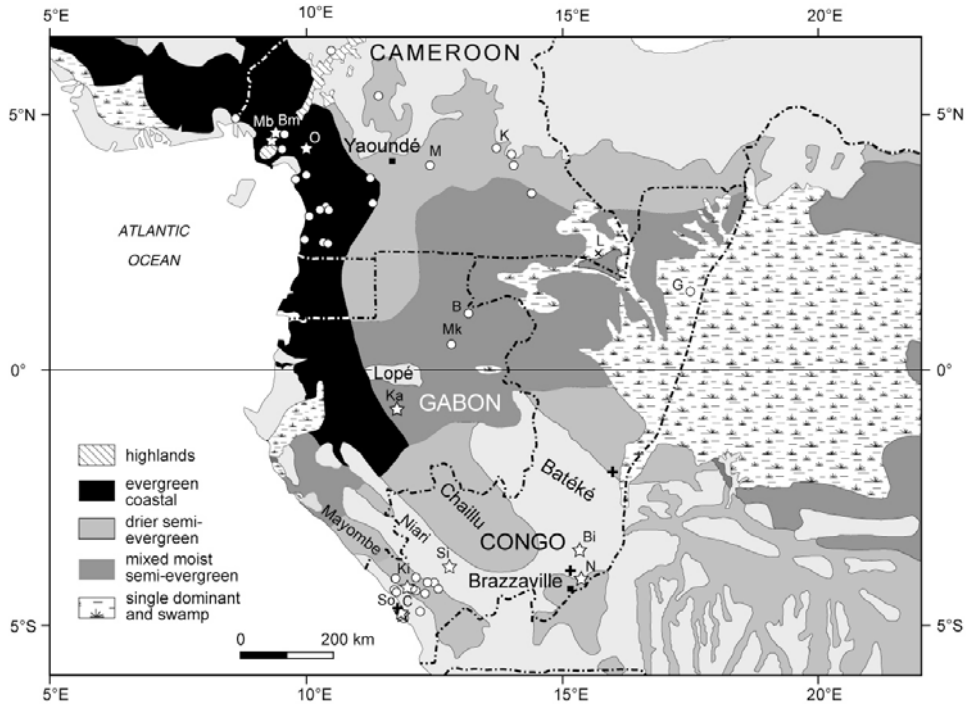 5°E 10°E 15°E 20°E
CAMEROON
5°N 5°N
Mb Bm
O
K
Yaoundé
M
ATLANTIC
OCEAN
L
G
B
Mk
0° 0°
Lopé
Ka
GABON
highlands
evergreen
coastal
drier semi-
evergreen
mixed moist
semi-evergreen
single dominant
and swamp
Batéké
Chaillu
Niari
Mayombe
CONGO
Bi
Si
Ki
N
Brazzaville
So C
5°S 5°S
0 200 km
5°E 10°E 15°E 20°E